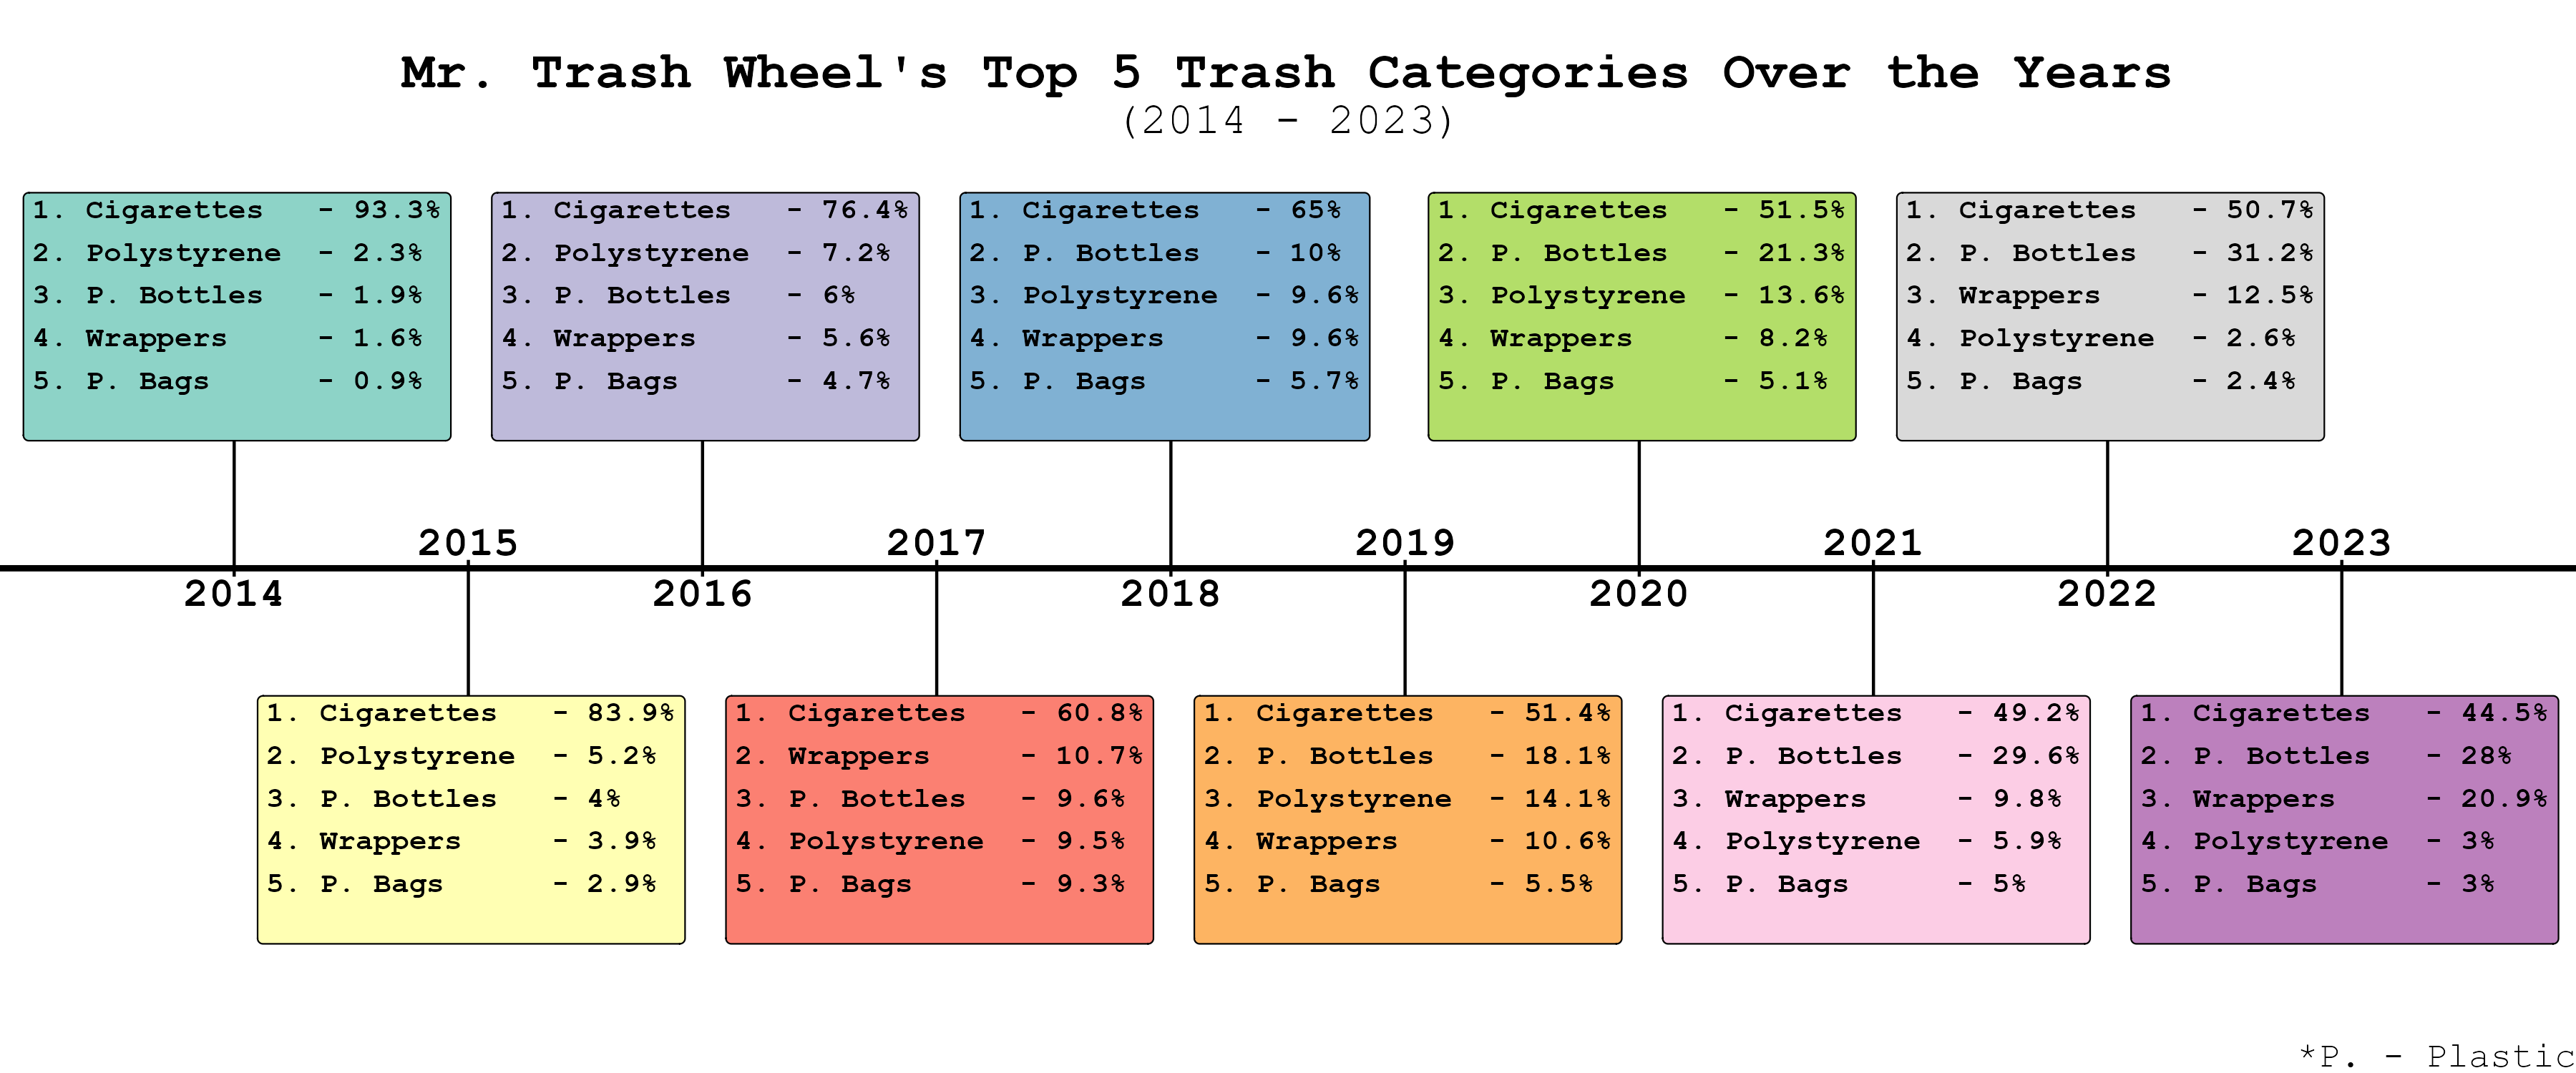 Mr. Trash Wheel's Top 5 Trash Categories Over the Years
(2014 - 2023)
1. Cigarettes - 93.3%
2. Polystyrene - 2.3%
3. P. Bottles - 1.9%
4. Wrappers - 1.6%
5. P. Bags - 0.9%
1. Cigarettes - 76.4%
2. Polystyrene - 7.2%
3. P. Bottles - 6%
4. Wrappers - 5.6%
5. P. Bags - 4.7%
1. Cigarettes - 65%
2. P. Bottles - 10%
3. Polystyrene - 9.6%
4. Wrappers - 9.6%
5. P. Bags - 5.7%
1. Cigarettes - 51.5%
2. P. Bottles - 21.3%
3. Polystyrene - 13.6%
4. Wrappers - 8.2%
5. P. Bags - 5.1%
1. Cigarettes - 50.7%
2. P. Bottles - 31.2%
3. Wrappers - 12.5%
4. Polystyrene - 2.6%
5. P. Bags - 2.4%
2015 2017 2019 2021 2023
2014 2016 2018 2020 2022
1. Cigarettes - 83.9%
2. Polystyrene - 5.2%
3. P. Bottles - 4%
4. Wrappers - 3.9%
5. P. Bags - 2.9%
1. Cigarettes - 60.8%
2. Wrappers - 10.7%
3. P. Bottles - 9.6%
4. Polystyrene - 9.5%
5. P. Bags - 9.3%
1. Cigarettes - 51.4%
2. P. Bottles - 18.1%
3. Polystyrene - 14.1%
4. Wrappers - 10.6%
5. P. Bags - 5.5%
1. Cigarettes - 49.2%
2. P. Bottles - 29.6%
3. Wrappers - 9.8%
4. Polystyrene - 5.9%
5. P. Bags - 5%
1. Cigarettes - 44.5%
2. P. Bottles - 28%
3. Wrappers - 20.9%
4. Polystyrene - 3%
5. P. Bags - 3%
*P. - Plastic